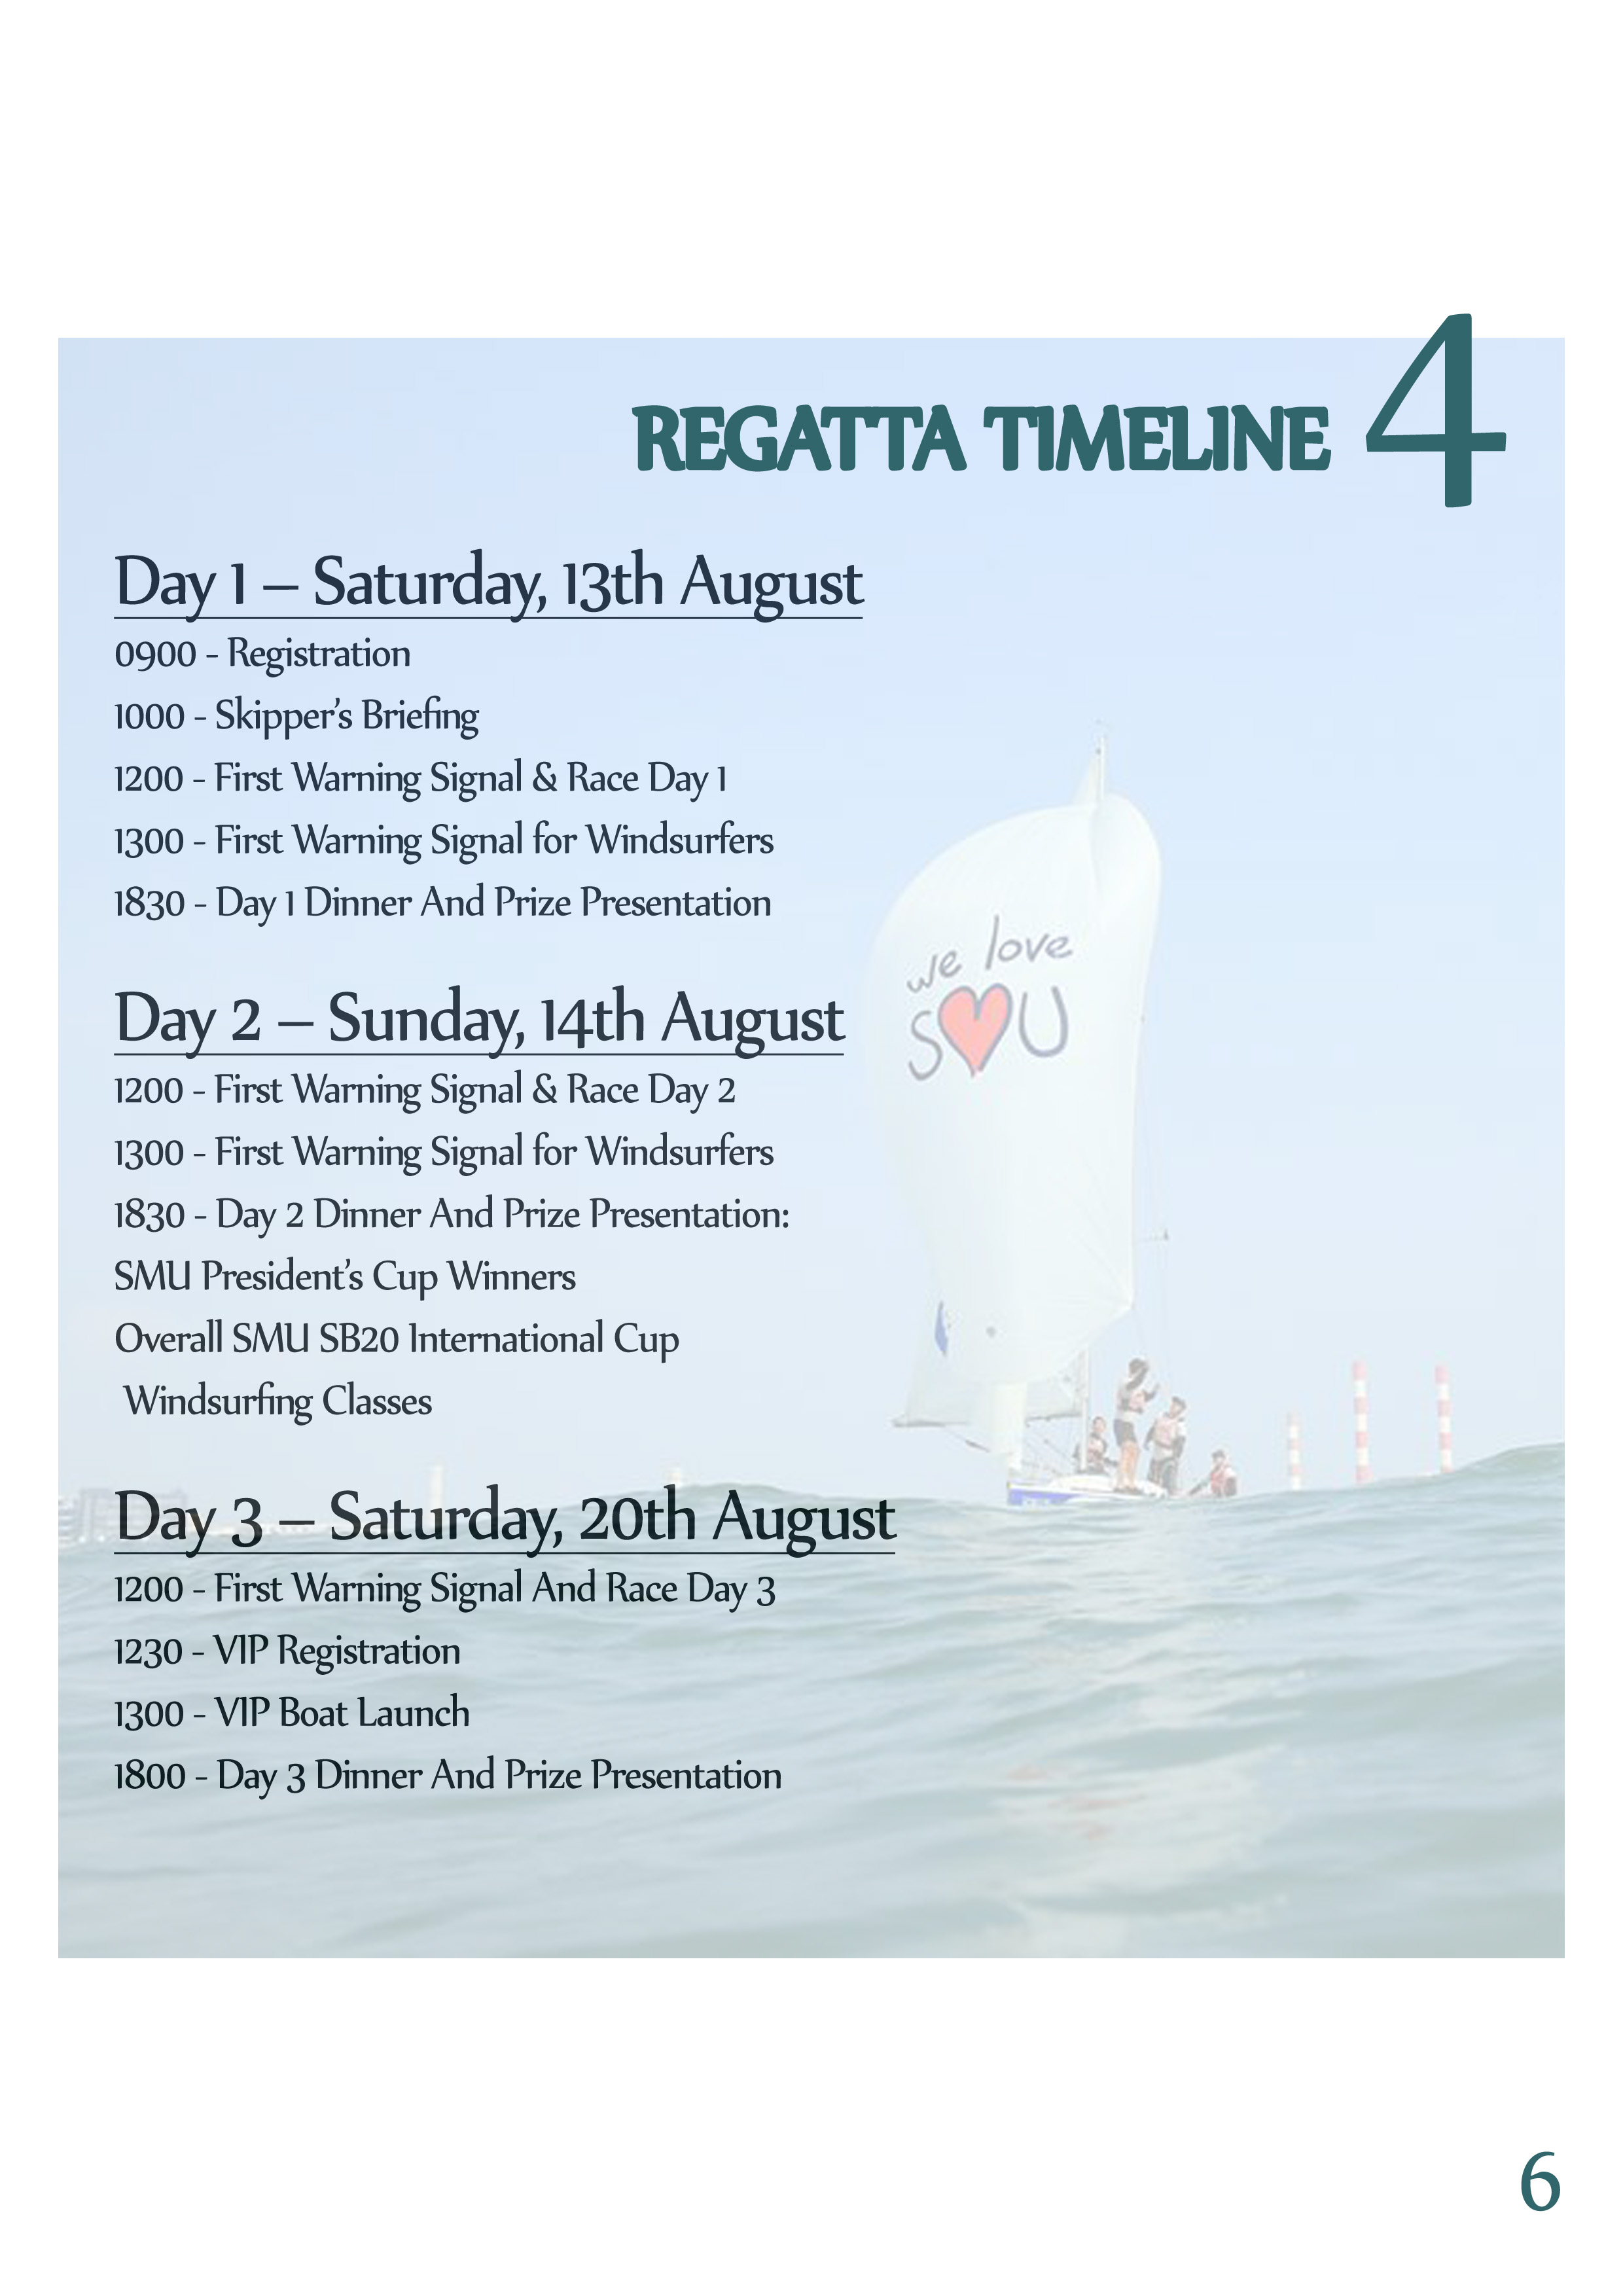 REGATTA TIMELINE 4
Day 1 – Saturday, 13th August
0900 - Registration
1000 - Skipper's Briefing
1200 - First Warning Signal & Race Day 1
1300 - First Warning Signal for Windsurfers
1830 - Day 1 Dinner And Prize Presentation
we love
S♥U
Day 2 – Sunday, 14th August
1200 - First Warning Signal & Race Day 2
1300 - First Warning Signal for Windsurfers
1830 - Day 2 Dinner And Prize Presentation:
SMU President's Cup Winners
Overall SMU SB20 International Cup
Windsurfing Classes
Day 3 – Saturday, 20th August
1200 - First Warning Signal And Race Day 3
1230 - VIP Registration
1300 - VIP Boat Launch
1800 - Day 3 Dinner And Prize Presentation
6